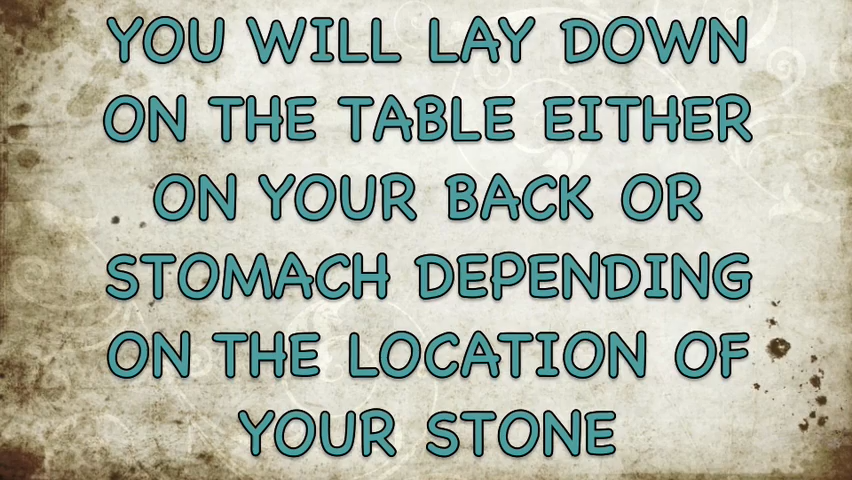 YOU WILL LAY DOWN
ON THE TABLE EITHER
ON YOUR BACK OR
STOMACH DEPENDING
ON THE LOCATION OF
YOUR STONE